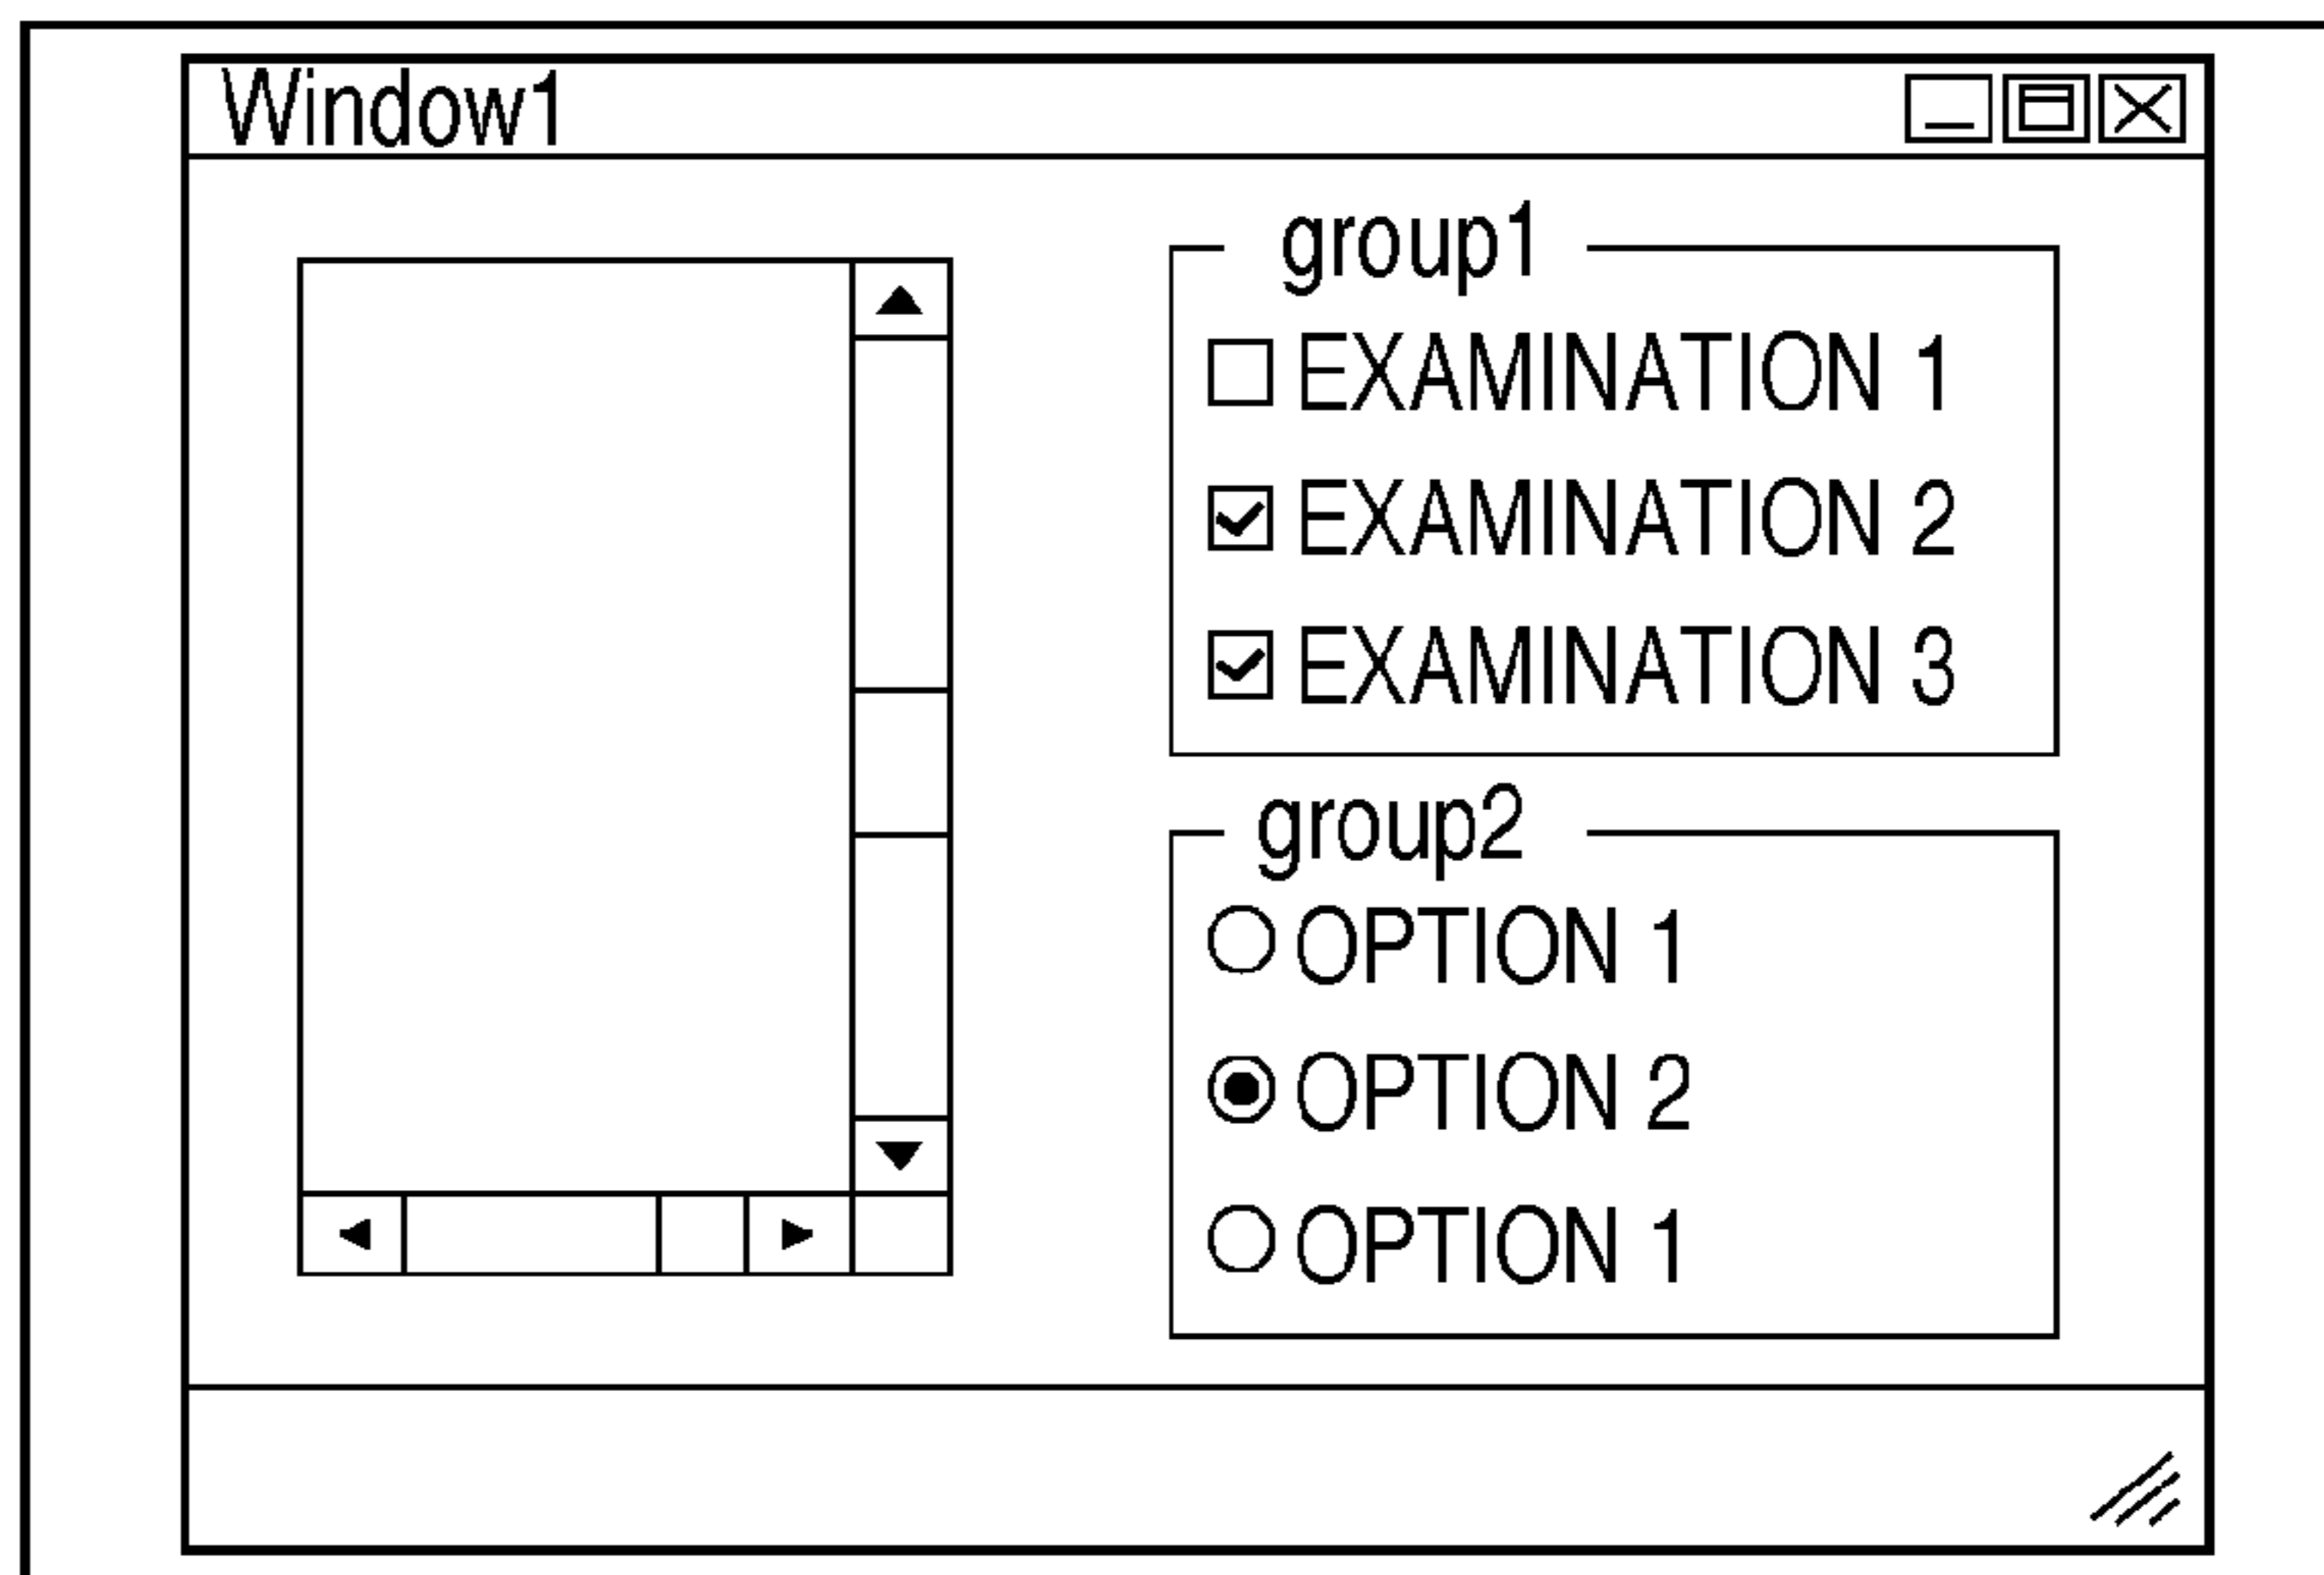 Window1
group1
EXAMINATION 1
EXAMINATION 2
EXAMINATION 3
group2
OPTION 1
OPTION 2
OPTION 1